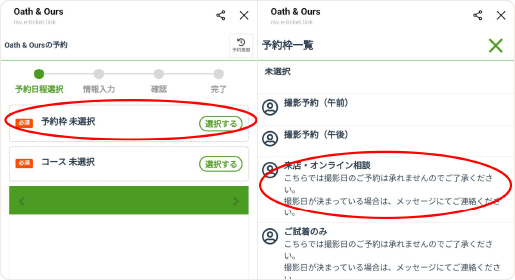 Oath & Ours
rsv.e-ticket.link
Oath & Oursの予約
予約履歴
予約日程選択
情報入力
確認
完了
必須
予約枠 未選択
選択する
必須
コース 未選択
選択する
Oath & Ours
rsv.e-ticket.link
予約枠一覧
未選択
撮影予約（午前）
撮影予約（午後）
来店・オンライン相談
こちらでは撮影日のご予約は承れませんのでご了承くださ
い。
撮影日が決まっている場合は、メッセージにてご連絡くださ
い。
ご試着のみ
こちらでは撮影日のご予約は承れませんのでご了承くださ
い。
撮影日が決まっている場合は、メッセージにてご連絡くださ
い。